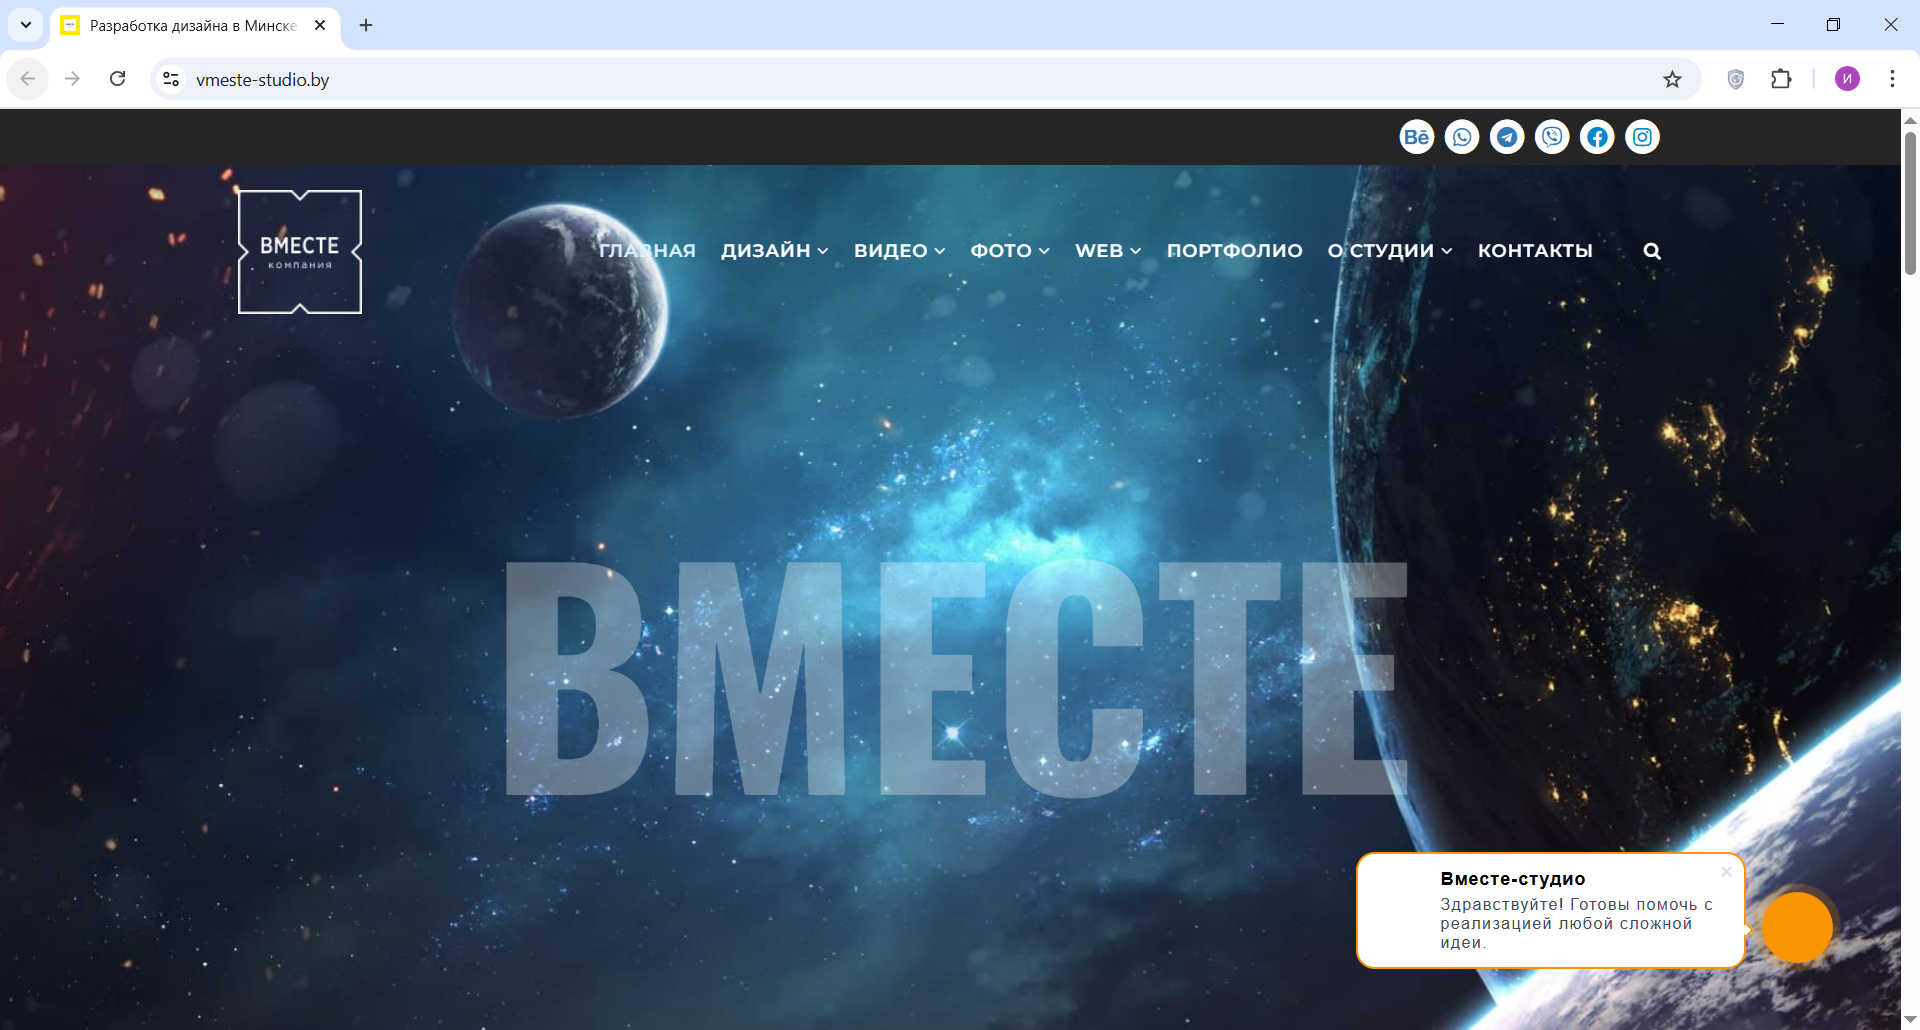 Разработка дизайна в Минске
vmeste-studio.by
И
Bē
ВМЕСТЕ
компания
ГЛАВНАЯ ДИЗАЙН ВИДЕО ФОТО WEB ПОРТФОЛИО О СТУДИИ КОНТАКТЫ
ВМЕСТЕ
Вместе-студио
Здравствуйте! Готовы помочь с
реализацией любой сложной
идеи.